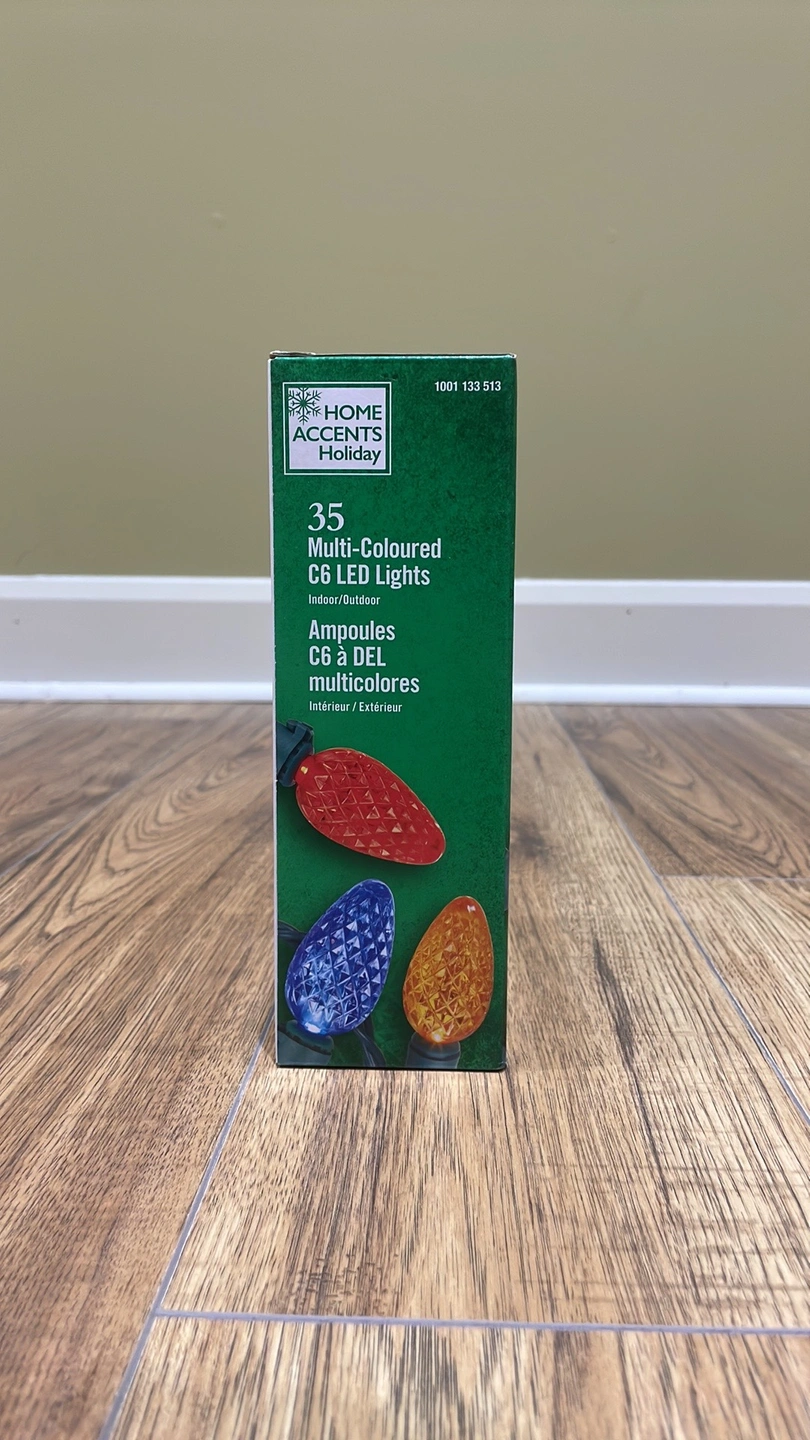 HOME
ACCENTS
Holiday
1001 133 513
35
Multi-Coloured
C6 LED Lights
Indoor/Outdoor
Ampoules
C6 à DEL
multicolores
Intérieur / Extérieur